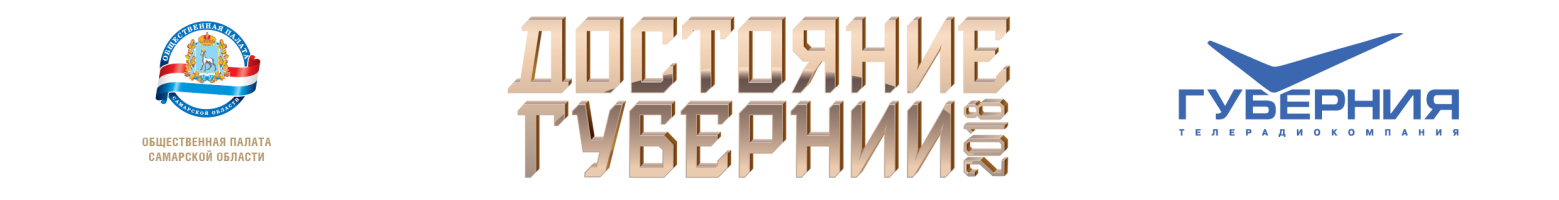 ОБЩЕСТВЕННАЯ ПАЛАТА
САМАРСКОЙ ОБЛАСТИ
ОБЩЕСТВЕННАЯ ПАЛАТА
САМАРСКОЙ ОБЛАСТИ
ДОСТОЯНИЕ
ГУБЕРНИИ
2018
ГУБЕРНИЯ
ТЕЛЕРАДИОКОМПАНИЯ